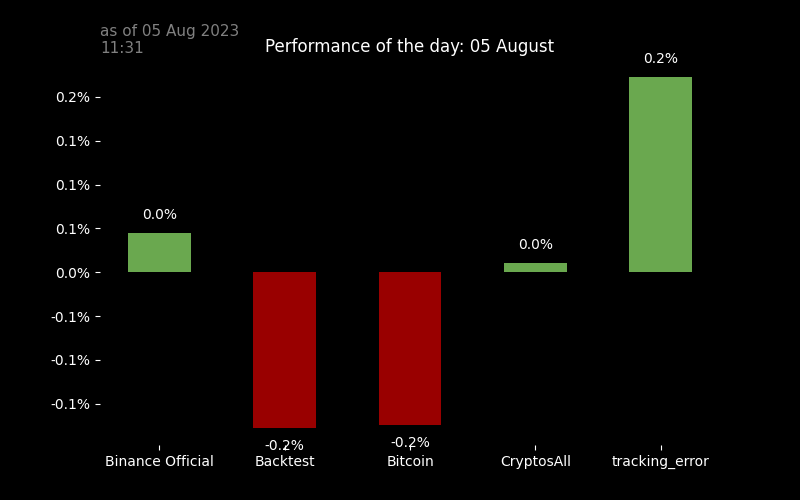 as of 05 Aug 2023
11:31
Performance of the day: 05 August
0.2%
0.2%
0.1%
0.1%
0.1%
0.0%
-0.1%
-0.1%
-0.1%
0.0%
-0.2%
-0.2%
0.0%
Binance Official
Backtest
Bitcoin
CryptosAll
tracking_error